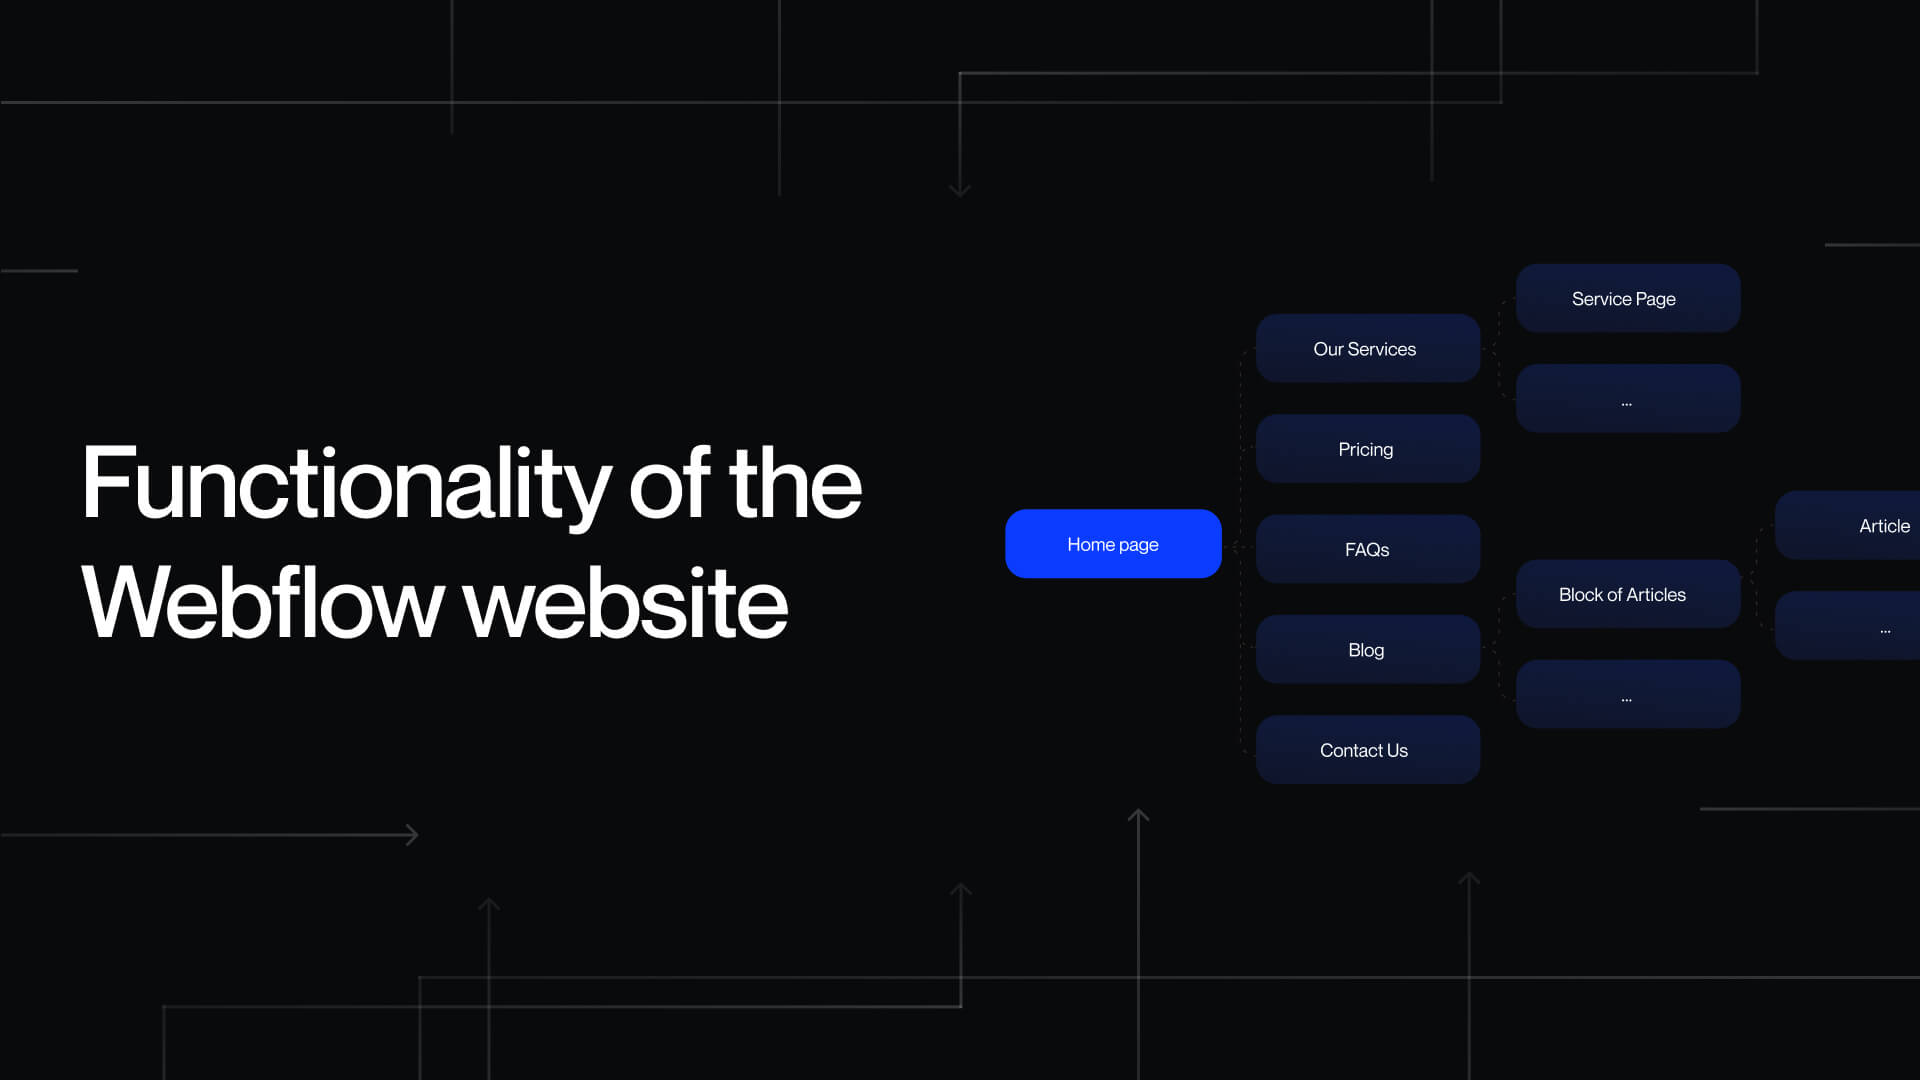 Functionality of the
Webflow website
Home page
Our Services
Pricing
FAQs
Blog
Contact Us
Service Page
...
Block of Articles
...
Article
...